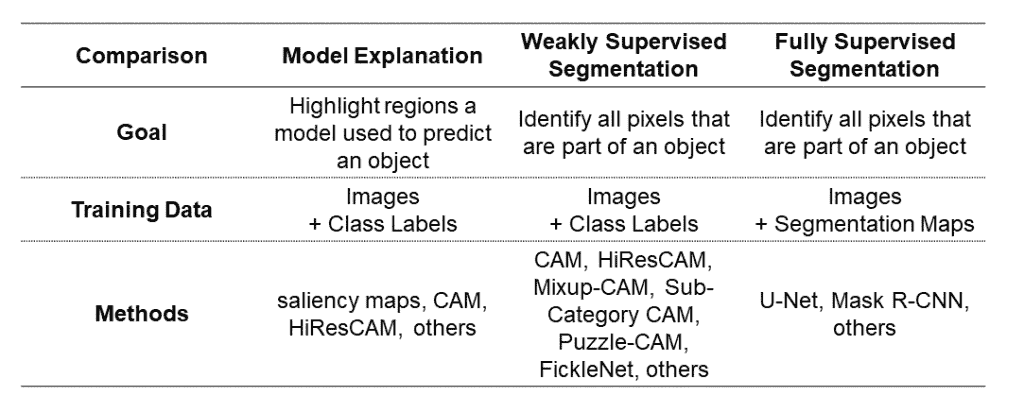 Comparison
Model Explanation
Weakly Supervised
Segmentation
Fully Supervised
Segmentation
Goal
Highlight regions a
model used to predict
an object
Identify all pixels that
are part of an object
Identify all pixels that
are part of an object
Training Data
Images
+ Class Labels
Images
+ Class Labels
Images
+ Segmentation Maps
Methods
saliency maps, CAM,
HiResCAM, others
CAM, HiResCAM,
Mixup-CAM, Sub-
Category CAM,
Puzzle-CAM,
FickleNet, others
U-Net, Mask R-CNN,
others